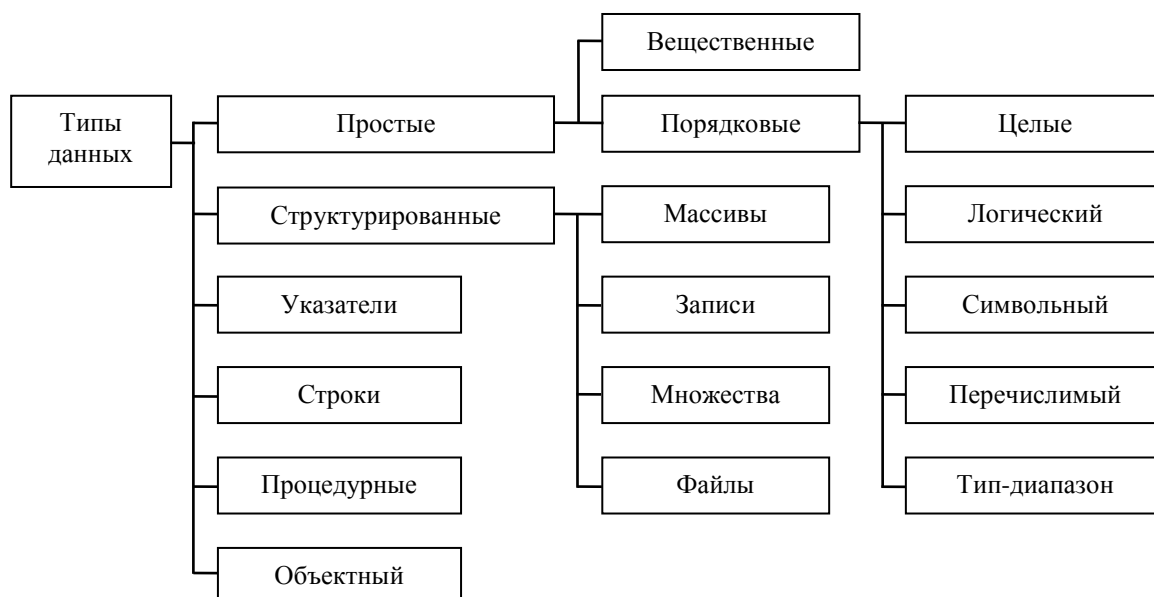 Вещественные
Типы
данных
Простые
Порядковые
Целые
Структурированные
Массивы
Логический
Указатели
Записи
Символьный
Строки
Множества
Перечислимый
Процедурные
Файлы
Тип-диапазон
Объектный